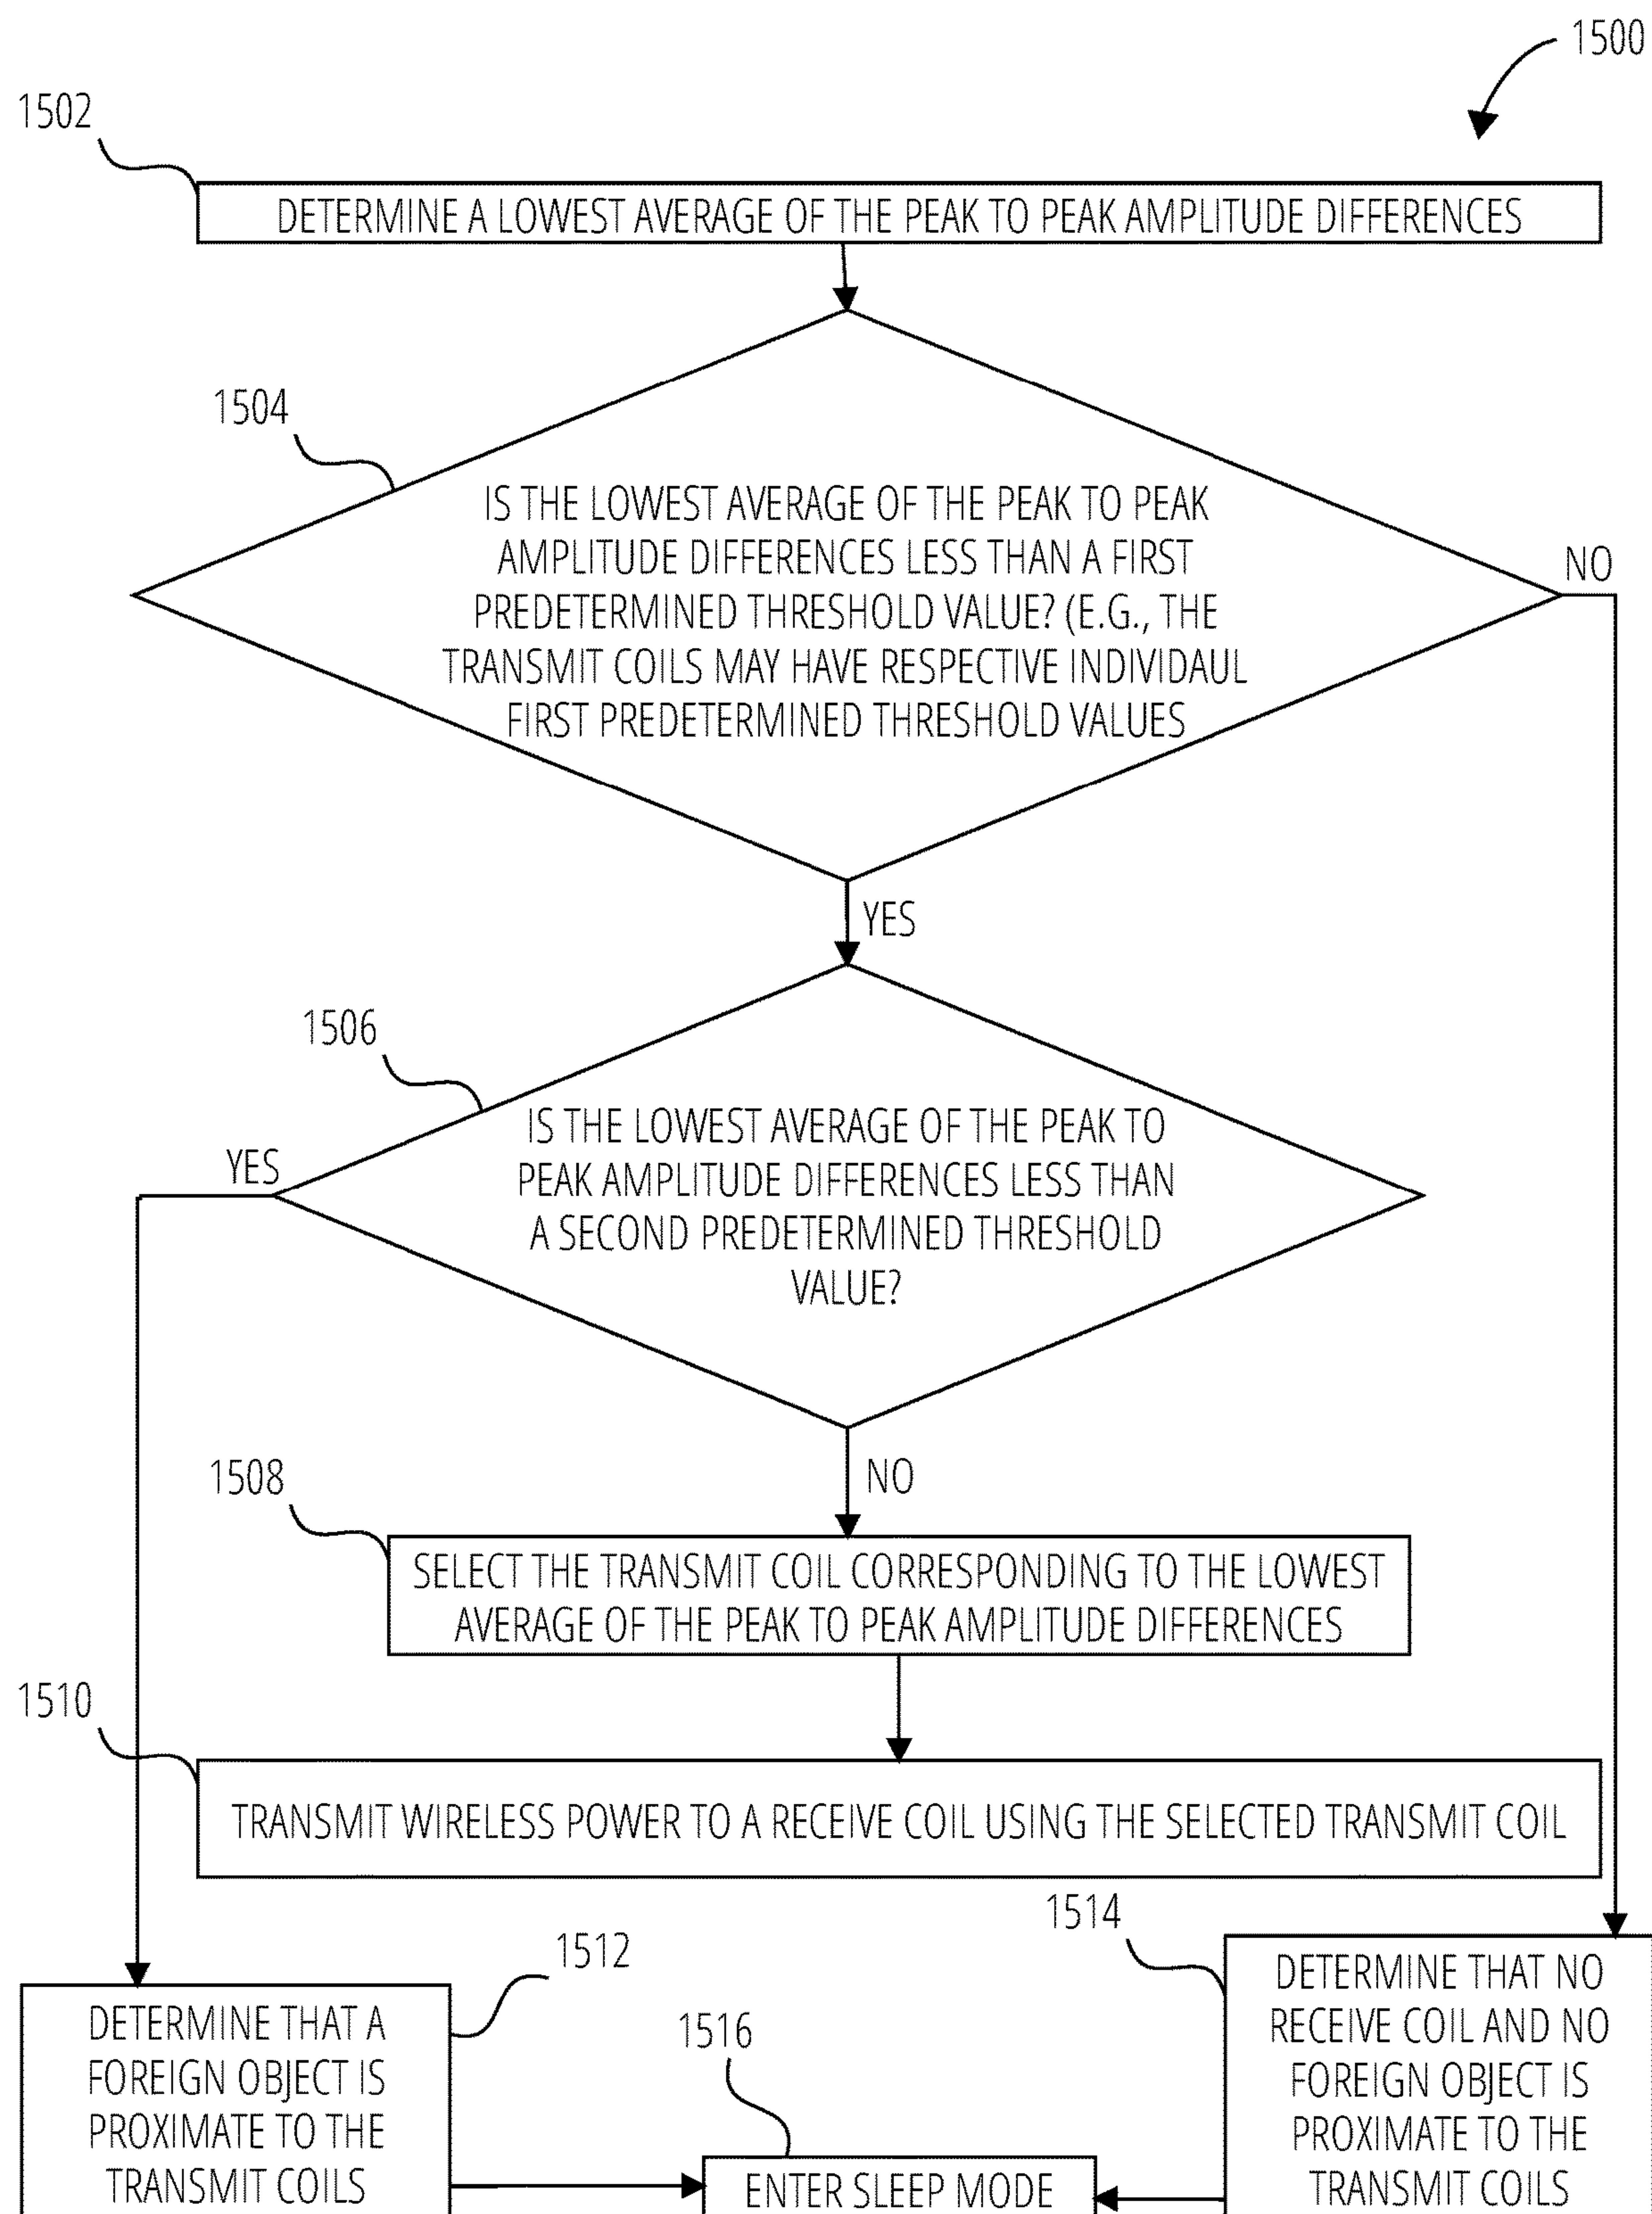 1500
1502
DETERMINE A LOWEST AVERAGE OF THE PEAK TO PEAK AMPLITUDE DIFFERENCES
1504
IS THE LOWEST AVERAGE OF THE PEAK TO PEAK
AMPLITUDE DIFFERENCES LESS THAN A FIRST
PREDETERMINED THRESHOLD VALUE? (E.G., THE
TRANSMIT COILS MAY HAVE RESPECTIVE INDIVIDAUL
FIRST PREDETERMINED THRESHOLD VALUES
NO
YES
1506
IS THE LOWEST AVERAGE OF THE PEAK TO
PEAK AMPLITUDE DIFFERENCES LESS THAN
A SECOND PREDETERMINED THRESHOLD
VALUE?
YES
NO
1508
SELECT THE TRANSMIT COIL CORRESPONDING TO THE LOWEST
AVERAGE OF THE PEAK TO PEAK AMPLITUDE DIFFERENCES
1510
TRANSMIT WIRELESS POWER TO A RECEIVE COIL USING THE SELECTED TRANSMIT COIL
1512
DETERMINE THAT A
FOREIGN OBJECT IS
PROXIMATE TO THE
TRANSMIT COILS
1514
DETERMINE THAT NO
RECEIVE COIL AND NO
FOREIGN OBJECT IS
PROXIMATE TO THE
TRANSMIT COILS
1516
ENTER SLEEP MODE